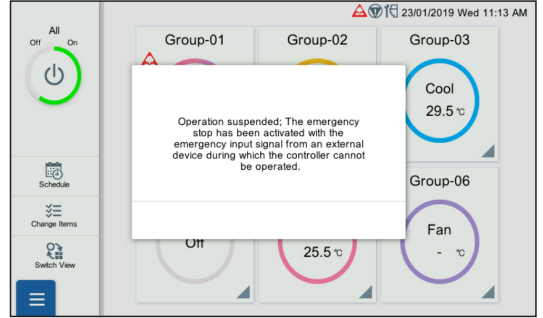 23/01/2019 Wed 11:13 AM
All
Off On
Group-01
Group-02
Group-03
Cool
29.5 ℃
Operation suspended; The emergency
stop has been activated with the
emergency input signal from an external
device during which the controller cannot
be operated.
Schedule
Change Items
Switch View
Group-06
Off
25.5 ℃
Fan
- ℃